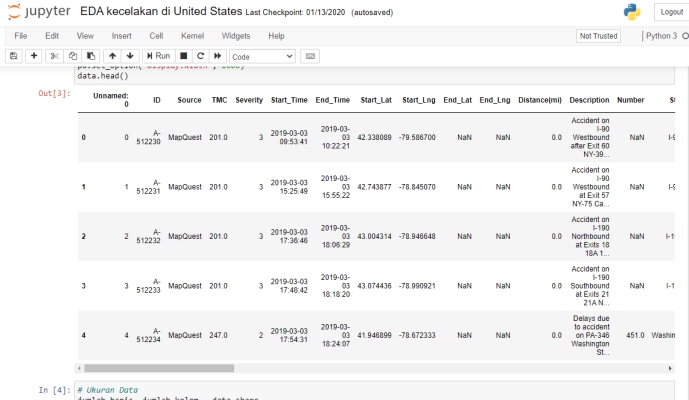 jupyter EDA kecelakan di United States Last Checkpoint: 01/13/2020 (autosaved)
Logout
File Edit View Insert Cell Kernel Widgets Help
Not Trusted Python 3
Run Code
data.head()
Out[3]:
Unnamed: 0 ID Source TMC Severity Start_Time End_Time Start_Lat Start_Lng End_Lat End_Lng Distance(mi) Description Number
0 0 A-512230 MapQuest 201.0 3 2019-03-03 09:53:41 2019-03-03 10:22:21 42.338089 -79.586700 NaN NaN 0.0 Accident on I-90 Westbound after Exit 60 NY-39... NaN
1 1 A-512231 MapQuest 201.0 3 2019-03-03 15:25:49 2019-03-03 15:55:22 42.743877 -78.845070 NaN NaN 0.0 Accident on I-90 Westbound at Exit 57 NY-75 Ca... NaN
2 2 A-512232 MapQuest 201.0 3 2019-03-03 17:36:46 2019-03-03 18:06:29 43.004314 -78.946648 NaN NaN 0.0 Accident on I-190 Northbound at Exits 18 18A 1... NaN
3 3 A-512233 MapQuest 201.0 3 2019-03-03 17:48:42 2019-03-03 18:18:20 43.074436 -78.990921 NaN NaN 0.0 Accident on I-190 Southbound at Exits 21 21A N... NaN
4 4 A-512234 MapQuest 247.0 2 2019-03-03 17:54:31 2019-03-03 18:24:07 41.946899 -78.672333 NaN NaN 0.0 Delays due to accident on PA-346 Washington St... 451.0 Washin
In [4]: # Ukuran Data